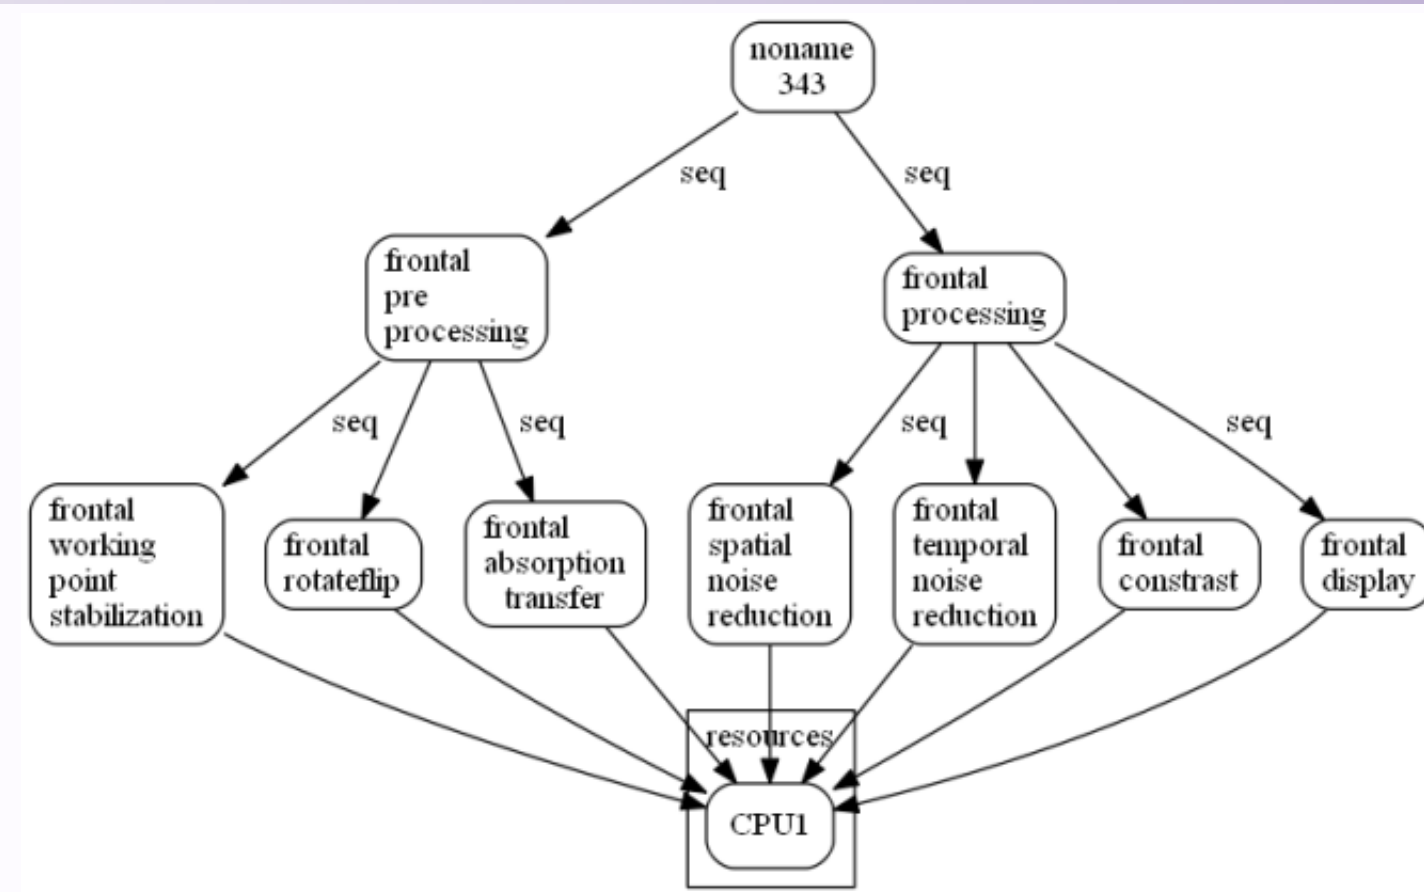 noname
343
seq
seq
frontal
pre
processing
frontal
processing
seq
seq
seq
seq
frontal
working
point
stabilization
frontal
rotateflip
frontal
absorption
transfer
frontal
spatial
noise
reduction
frontal
temporal
noise
reduction
frontal
constrast
frontal
display
resources
CPU1